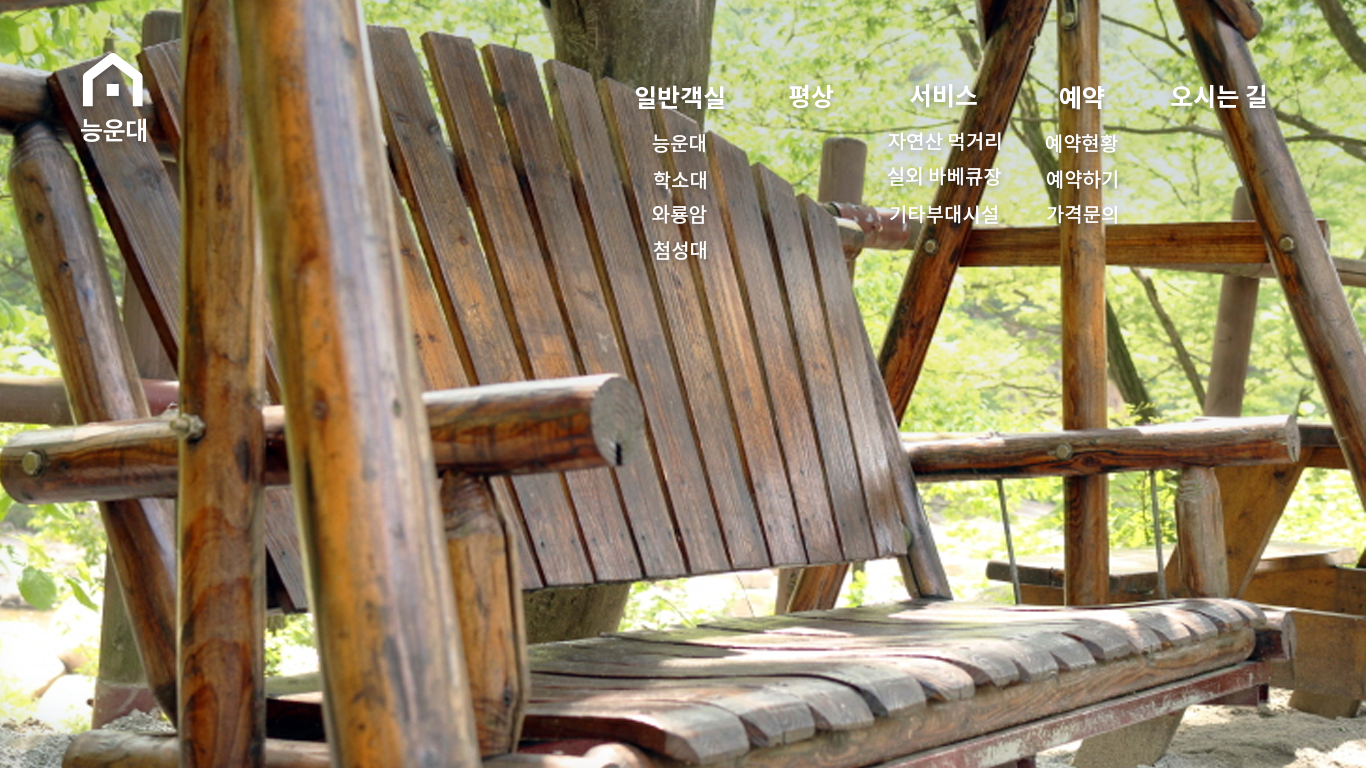 능운대
일반객실
평상
서비스
예약
오시는 길
능운대
학소대
와룡암
첨성대
자연산 먹거리
실외 바베큐장
기타부대시설
예약현황
예약하기
가격문의